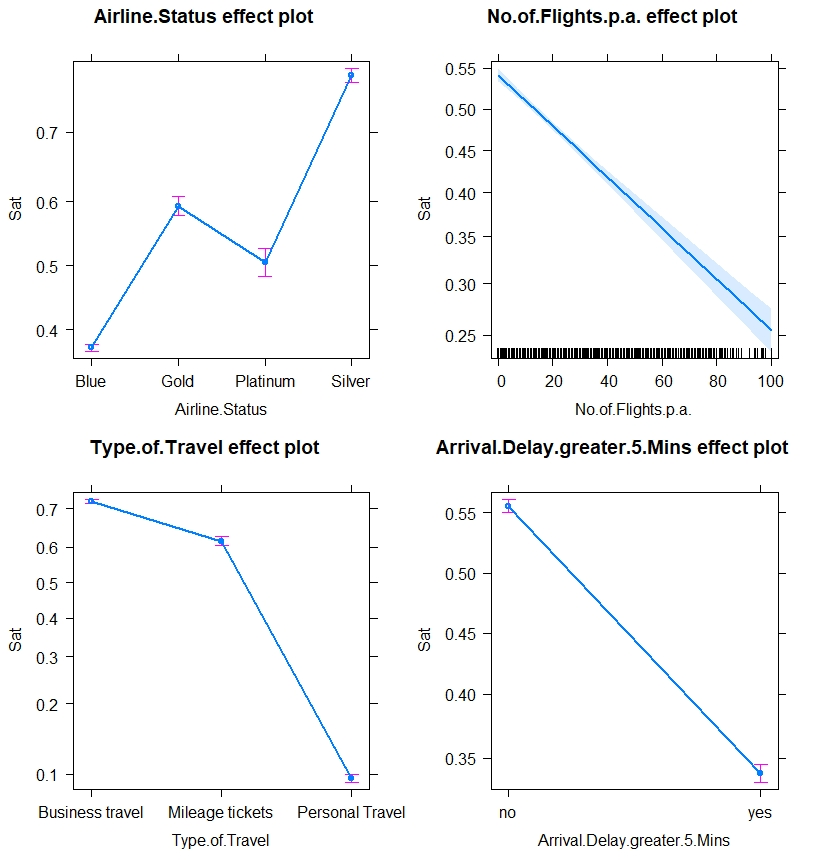 Airline.Status effect plot
Sat
0.7
0.6
0.5
0.4
Blue Gold Platinum Silver
Airline.Status
No.of.Flights.p.a. effect plot
Sat
0.55
0.50
0.45
0.40
0.35
0.30
0.25
0 20 40 60 80 100
No.of.Flights.p.a.
Type.of.Travel effect plot
Sat
0.7
0.6
0.5
0.4
0.3
0.2
0.1
Business travel Mileage tickets Personal Travel
Type.of.Travel
Arrival.Delay.greater.5.Mins effect plot
Sat
0.55
0.50
0.45
0.40
0.35
no yes
Arrival.Delay.greater.5.Mins